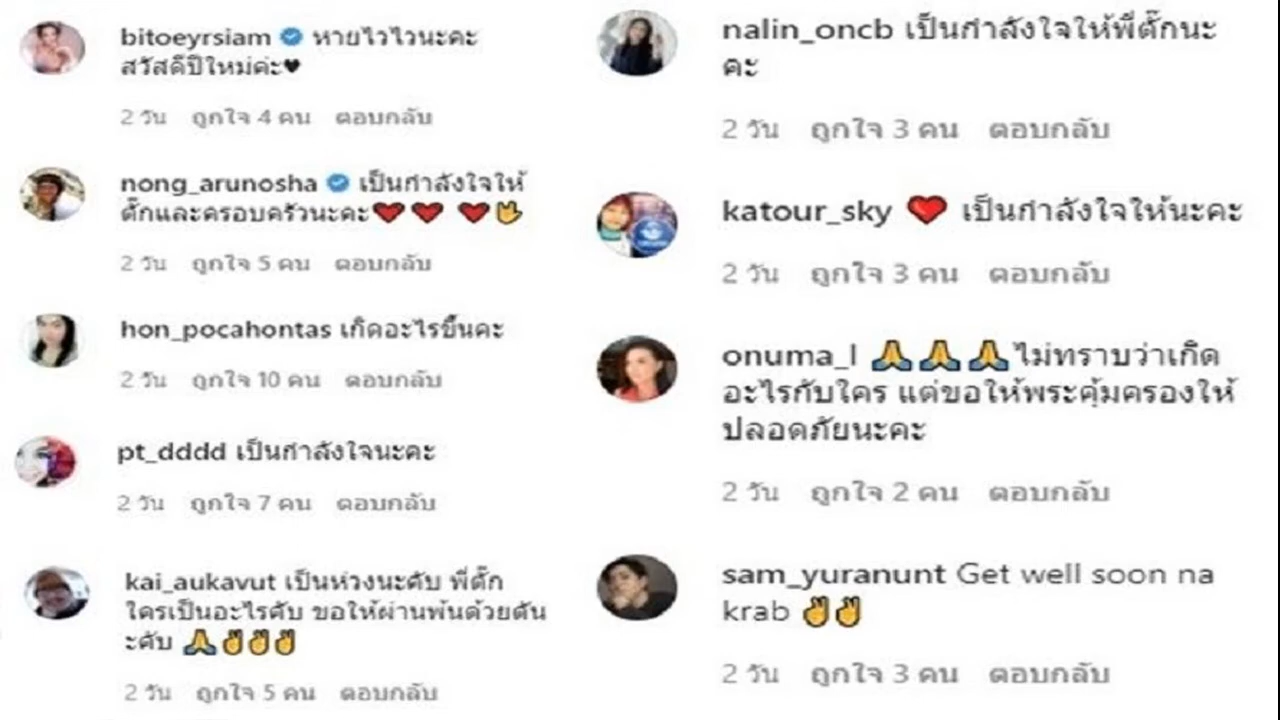 bitoeyrsiam หายไวไวนะคะ
สวัสดีปีใหม่ค่ะ♥
2 วัน ถูกใจ 4 คน ตอบกลับ
nong_arunosha เป็นกำลังใจให้
ตั๊กและครอบครัวนะคะ❤❤ ❤🤟
2 วัน ถูกใจ 5 คน ตอบกลับ
hon_pocahontas เกิดอะไรขึ้นคะ
2 วัน ถูกใจ 10 คน ตอบกลับ
pt_dddd เป็นกำลังใจนะคะ
2 วัน ถูกใจ 7 คน ตอบกลับ
kai_aukavut เป็นห่วงนะคับ พี่ตั๊ก
ใครเป็นอะไรคับ ขอให้ผ่านพ้นด้วยดีน
ะคับ 🙏✌✌✌
2 วัน ถูกใจ 5 คน ตอบกลับ
nalin_oncb เป็นกำลังใจให้พี่ตั๊กนะ
คะ
2 วัน ถูกใจ 3 คน ตอบกลับ
katour_sky ❤ เป็นกำลังใจให้นะคะ
2 วัน ถูกใจ 3 คน ตอบกลับ
onuma_l 🙏🙏🙏ไม่ทราบว่าเกิด
อะไรกับใคร แต่ขอให้พระคุ้มครองให้
ปลอดภัยนะคะ
2 วัน ถูกใจ 2 คน ตอบกลับ
sam_yuranunt Get well soon na
krab ✌✌
2 วัน ถูกใจ 3 คน ตอบกลับ